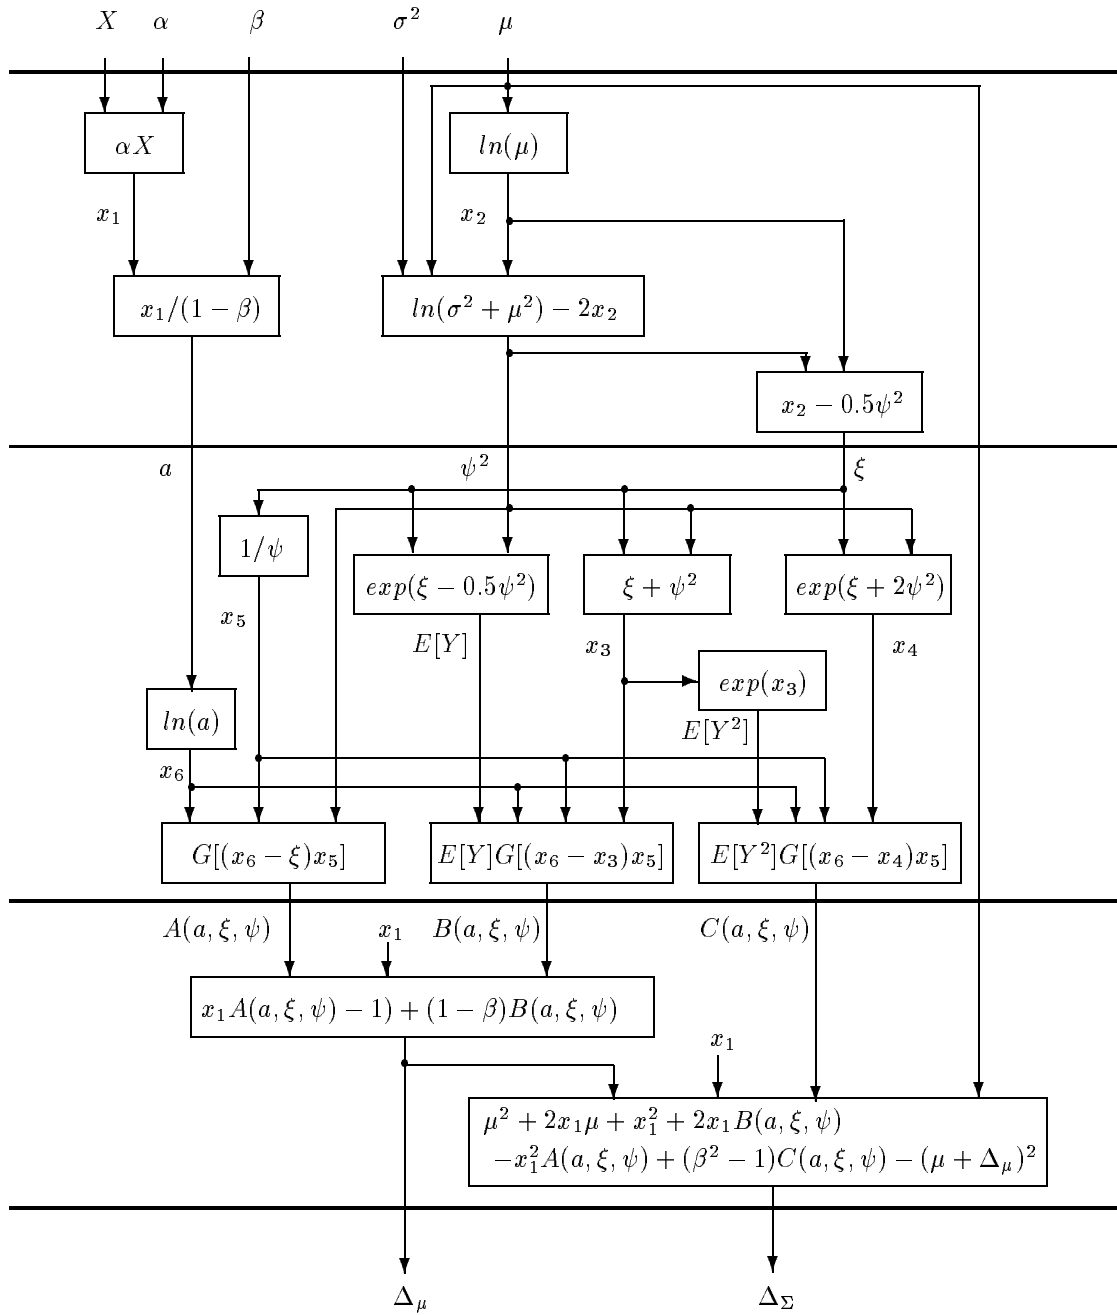 X α β σ² μ
αX ln(μ)
x₁ x₂
x₁/(1 − β) ln(σ² + μ²) − 2x₂
x₂ − 0.5ψ²
a ψ² ξ
1/ψ
exp(ξ − 0.5ψ²) ξ + ψ² exp(ξ + 2ψ²)
x₅ E[Y] x₃ x₄
exp(x₃)
ln(a) E[Y²]
x₆
G[(x₆ − ξ)x₅] E[Y]G[(x₆ − x₃)x₅] E[Y²]G[(x₆ − x₄)x₅]
A(a, ξ, ψ) x₁ B(a, ξ, ψ) C(a, ξ, ψ)
x₁A(a, ξ, ψ) − 1) + (1 − β)B(a, ξ, ψ)
x₁
μ² + 2x₁μ + x₁² + 2x₁B(a, ξ, ψ)
−x₁²A(a, ξ, ψ) + (β² − 1)C(a, ξ, ψ) − (μ + Δ_μ)²
Δ_μ Δ_Σ